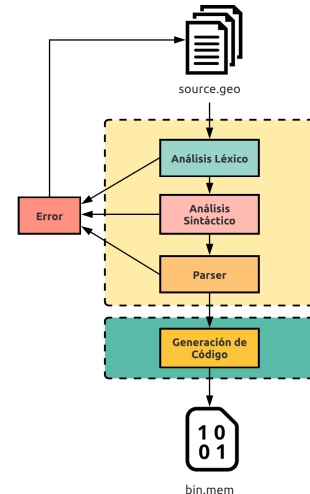 source.geo
Análisis Léxico
Análisis
Sintáctico
Error
Parser
Generación de
Código
1 0
0 1
bin.mem